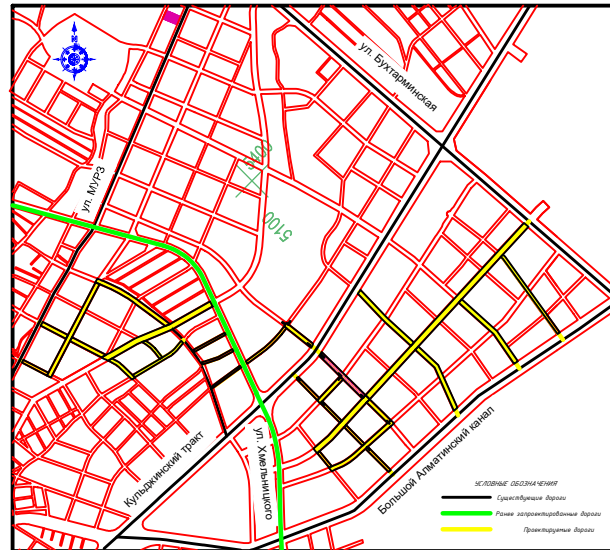 N
ул. Бухтарминская
ул. МУРЗ
5400
5100
Кульджинский тракт
ул. Хмельницкого
Большой Алматинский канал
УСЛОВНЫЕ ОБОЗНАЧЕНИЯ
Существующие дороги
Ранее запроектированные дороги
Проектируемые дороги